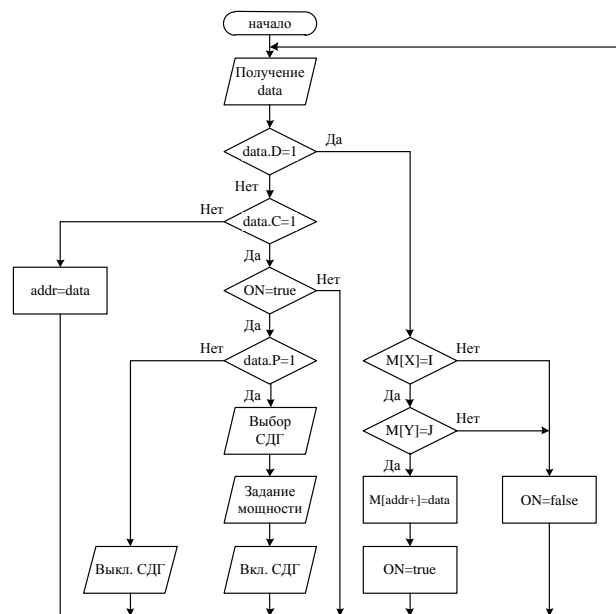 начало
Получение
data
Да
data.D=1
Нет
Нет
data.C=1
Да
Нет
addr=data
ON=true
Да
Нет
data.P=1
M[X]=I
Нет
Да
Да
Выбор
СДГ
M[Y]=J
Нет
Да
Задание
мощности
M[addr+]=data
ON=false
Выкл. СДГ
Вкл. СДГ
ON=true